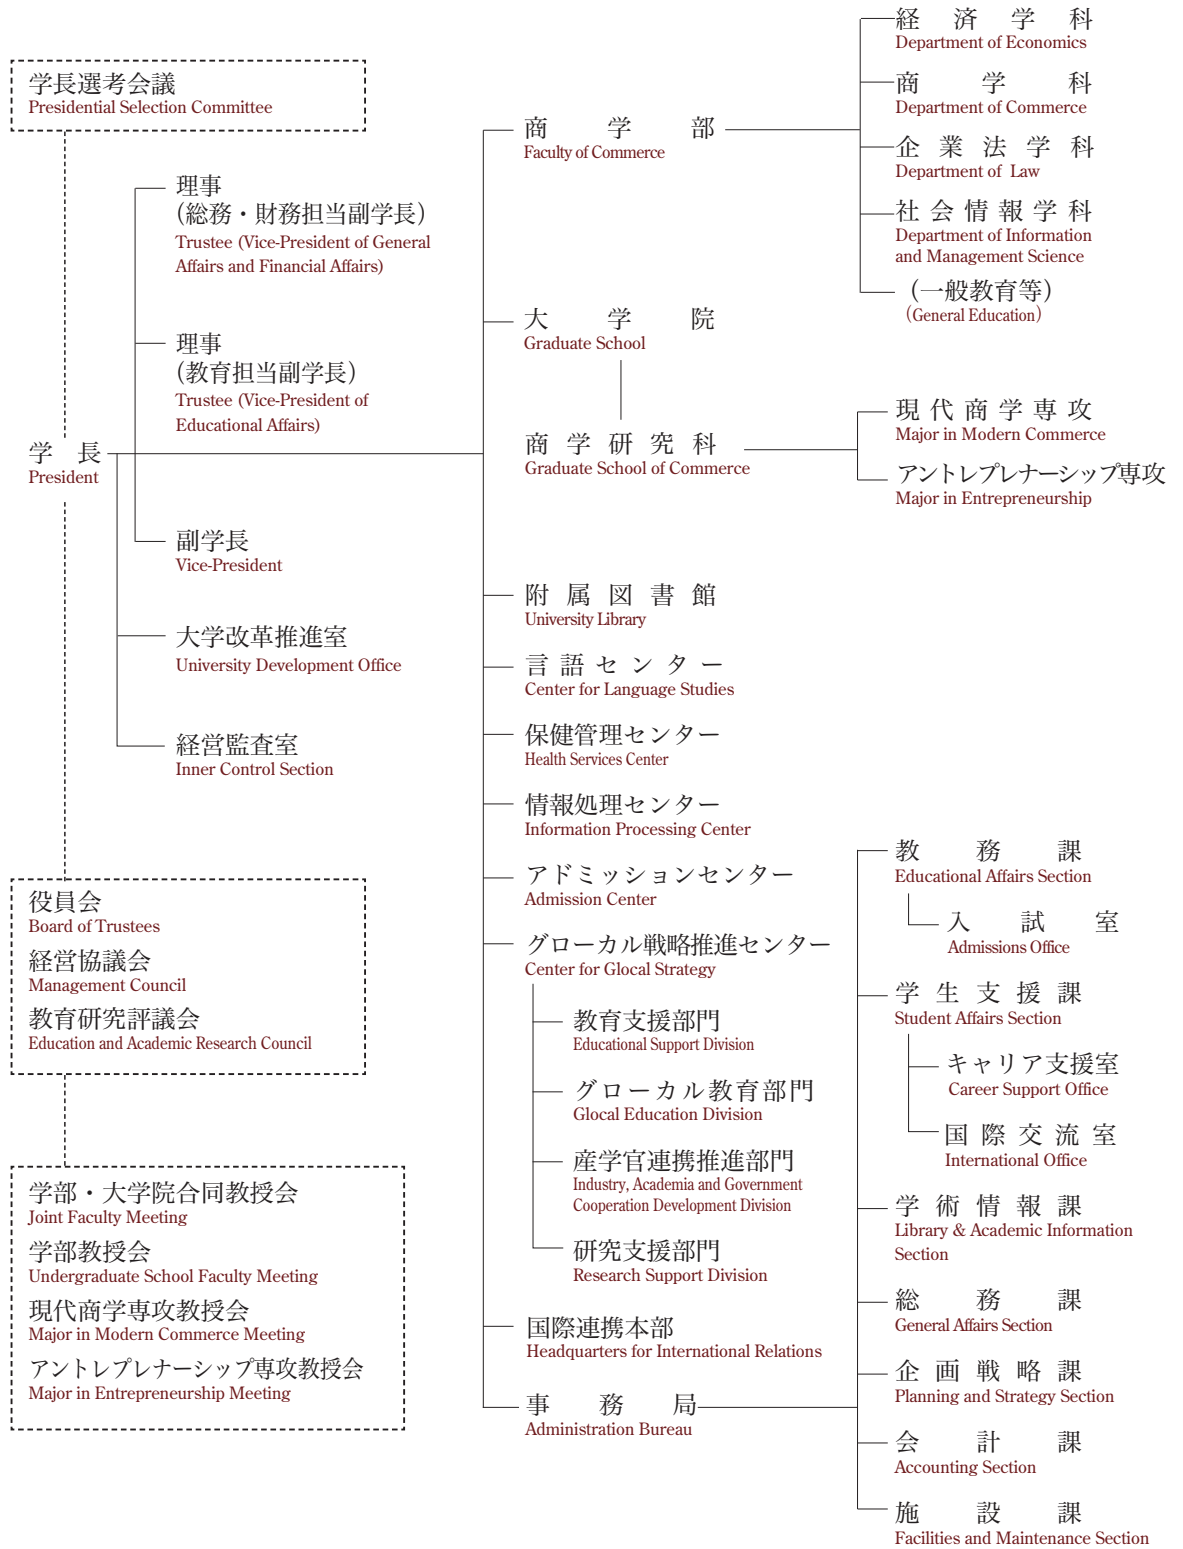 学長選考会議
Presidential Selection Committee
理事
(総務・財務担当副学長)
Trustee (Vice-President of General
Affairs and Financial Affairs)
理事
(教育担当副学長)
Trustee (Vice-President of
Educational Affairs)
学長
President
副学長
Vice-President
大学改革推進室
University Development Office
経営監査室
Inner Control Section
役員会
Board of Trustees
経営協議会
Management Council
教育研究評議会
Education and Academic Research Council
学部・大学院合同教授会
Joint Faculty Meeting
学部教授会
Undergraduate School Faculty Meeting
現代商学専攻教授会
Major in Modern Commerce Meeting
アントレプレナーシップ専攻教授会
Major in Entrepreneurship Meeting
商学部
Faculty of Commerce
大学院
Graduate School
商学研究科
Graduate School of Commerce
附属図書館
University Library
言語センター
Center for Language Studies
保健管理センター
Health Services Center
情報処理センター
Information Processing Center
アドミッションセンター
Admission Center
グローカル戦略推進センター
Center for Glocal Strategy
教育支援部門
Educational Support Division
グローカル教育部門
Glocal Education Division
産学官連携推進部門
Industry, Academia and Government
Cooperation Development Division
研究支援部門
Research Support Division
国際連携本部
Headquarters for International Relations
事務局
Administration Bureau
経済学科
Department of Economics
商学科
Department of Commerce
企業法学科
Department of Law
社会情報学科
Department of Information
and Management Science
(一般教育等)
(General Education)
現代商学専攻
Major in Modern Commerce
アントレプレナーシップ専攻
Major in Entrepreneurship
教務課
Educational Affairs Section
入試室
Admissions Office
学生支援課
Student Affairs Section
キャリア支援室
Career Support Office
国際交流室
International Office
学術情報課
Library & Academic Information
Section
総務課
General Affairs Section
企画戦略課
Planning and Strategy Section
会計課
Accounting Section
施設課
Facilities and Maintenance Section